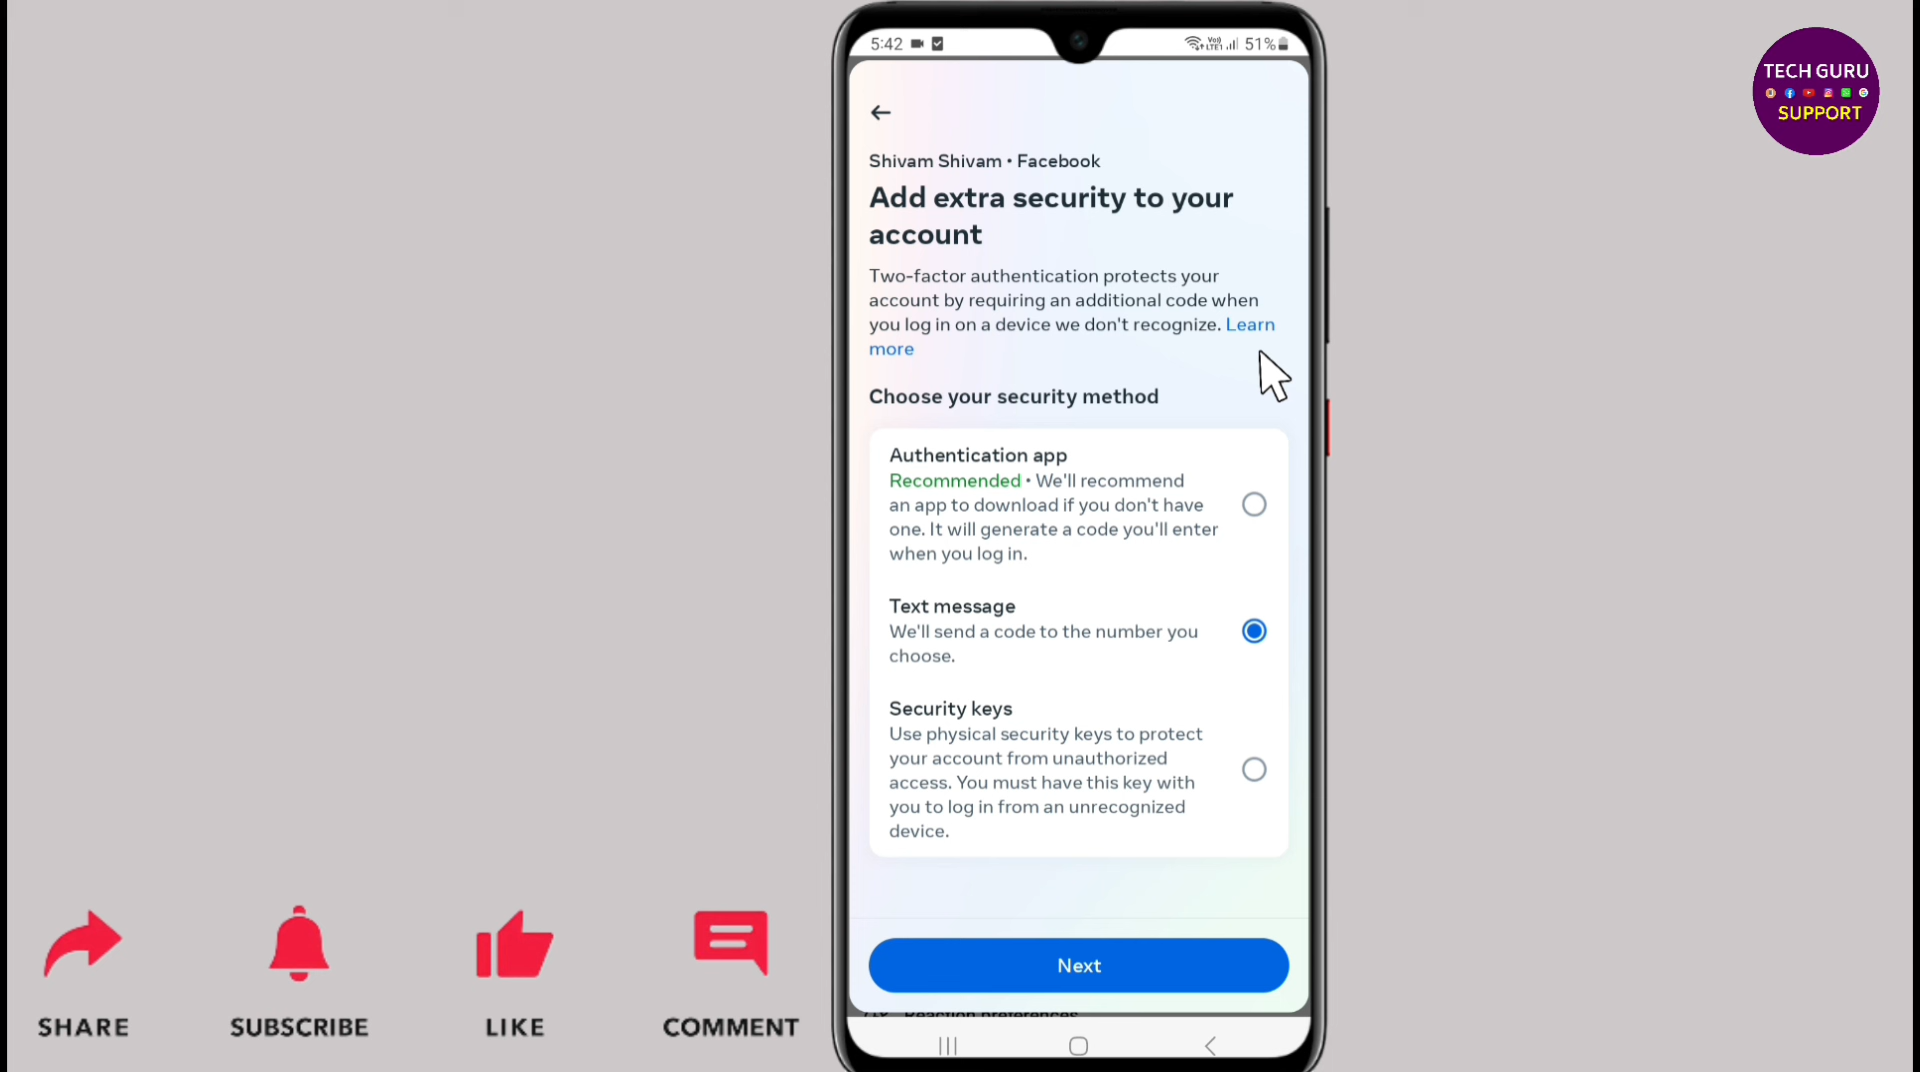 5:42
Vo)) LTE1 51%
TECH GURU
SUPPORT
Shivam Shivam • Facebook
Add extra security to your
account
Two-factor authentication protects your
account by requiring an additional code when
you log in on a device we don't recognize. Learn
more
Choose your security method
Authentication app
Recommended • We'll recommend
an app to download if you don't have
one. It will generate a code you'll enter
when you log in.
Text message
We'll send a code to the number you
choose.
Security keys
Use physical security keys to protect
your account from unauthorized
access. You must have this key with
you to log in from an unrecognized
device.
Next
Reaction preferences
SHARE
SUBSCRIBE
LIKE
COMMENT